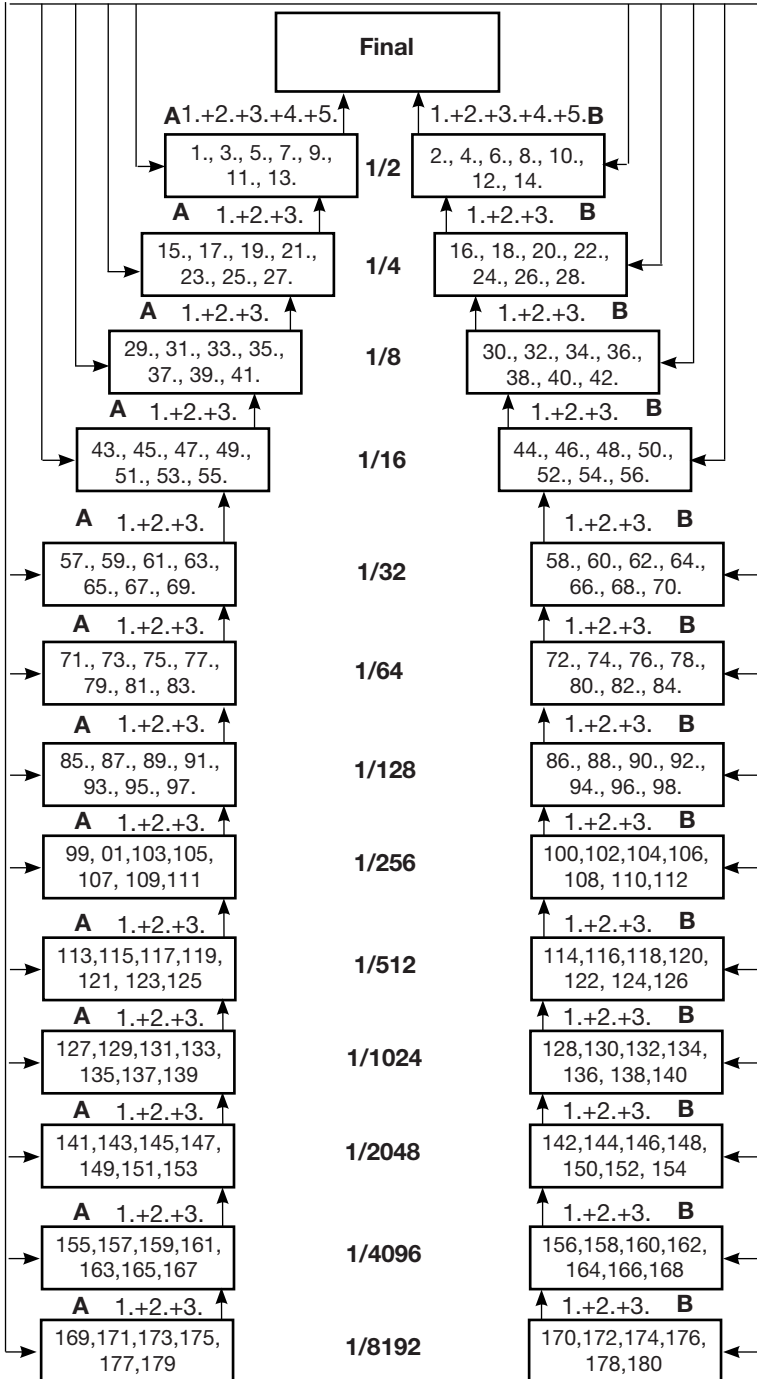 Final
A1.+2.+3.+4.+5. 1.+2.+3.+4.+5.B
1., 3., 5., 7., 9.,
11., 13.
1/2
2., 4., 6., 8., 10.,
12., 14.
A 1.+2.+3. 1.+2.+3. B
15., 17., 19., 21.,
23., 25., 27.
1/4
16., 18., 20., 22.,
24., 26., 28.
A 1.+2.+3. 1.+2.+3. B
29., 31., 33., 35.,
37., 39., 41.
1/8
30., 32., 34., 36.,
38., 40., 42.
A 1.+2.+3. 1.+2.+3. B
43., 45., 47., 49.,
51., 53., 55.
1/16
44., 46., 48., 50.,
52., 54., 56.
A 1.+2.+3. 1.+2.+3. B
57., 59., 61., 63.,
65., 67., 69.
1/32
58., 60., 62., 64.,
66., 68., 70.
A 1.+2.+3. 1.+2.+3. B
71., 73., 75., 77.,
79., 81., 83.
1/64
72., 74., 76., 78.,
80., 82., 84.
A 1.+2.+3. 1.+2.+3. B
85., 87., 89., 91.,
93., 95., 97.
1/128
86., 88., 90., 92.,
94., 96., 98.
A 1.+2.+3. 1.+2.+3. B
99, 01,103,105,
107, 109,111
1/256
100,102,104,106,
108, 110,112
A 1.+2.+3. 1.+2.+3. B
113,115,117,119,
121, 123,125
1/512
114,116,118,120,
122, 124,126
A 1.+2.+3. 1.+2.+3. B
127,129,131,133,
135,137,139
1/1024
128,130,132,134,
136, 138,140
A 1.+2.+3. 1.+2.+3. B
141,143,145,147,
149,151,153
1/2048
142,144,146,148,
150,152, 154
A 1.+2.+3. 1.+2.+3. B
155,157,159,161,
163,165,167
1/4096
156,158,160,162,
164,166,168
A 1.+2.+3. 1.+2.+3. B
169,171,173,175,
177,179
1/8192
170,172,174,176,
178,180